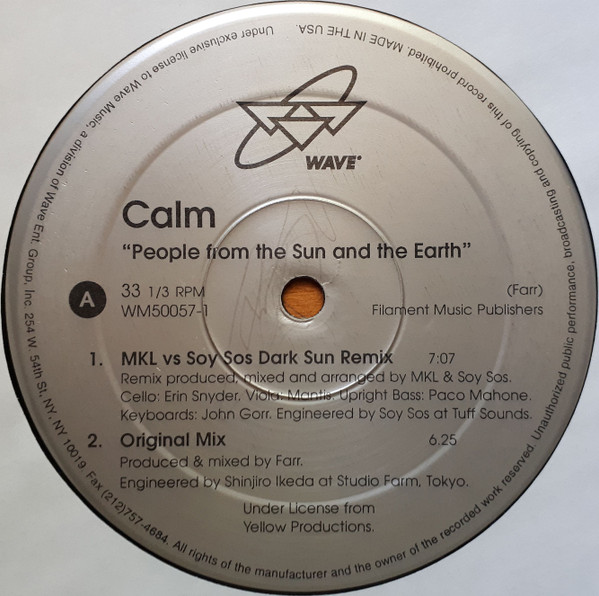 WAVE
Calm
"People from the Sun and the Earth"
A
33 1/3 RPM
(Farr)
WM50057-1
Filament Music Publishers
1. MKL vs Soy Sos Dark Sun Remix 7:07
Remix produced, mixed and arranged by MKL & Soy Sos.
Cello: Erin Snyder, Viola: Mantis, Upright Bass: Paco Mahone.
Keyboards: John Gorr. Engineered by Soy Sos at Tuff Sounds.
2. Original Mix 6.25
Produced & mixed by Farr.
Engineered by Shinjiro Ikeda at Studio Farm, Tokyo.
Under License from
Yellow Productions.
Under exclusive license to Wave Music, a division of Wave Ent. Group, Inc. 254 W. 54th St, NY, NY 10019 Fax (212)757-4684. All rights of the manufacturer and the owner of the recorded work reserved. Unauthorized public performance, broadcasting and copying of this record prohibited. MADE IN THE USA.